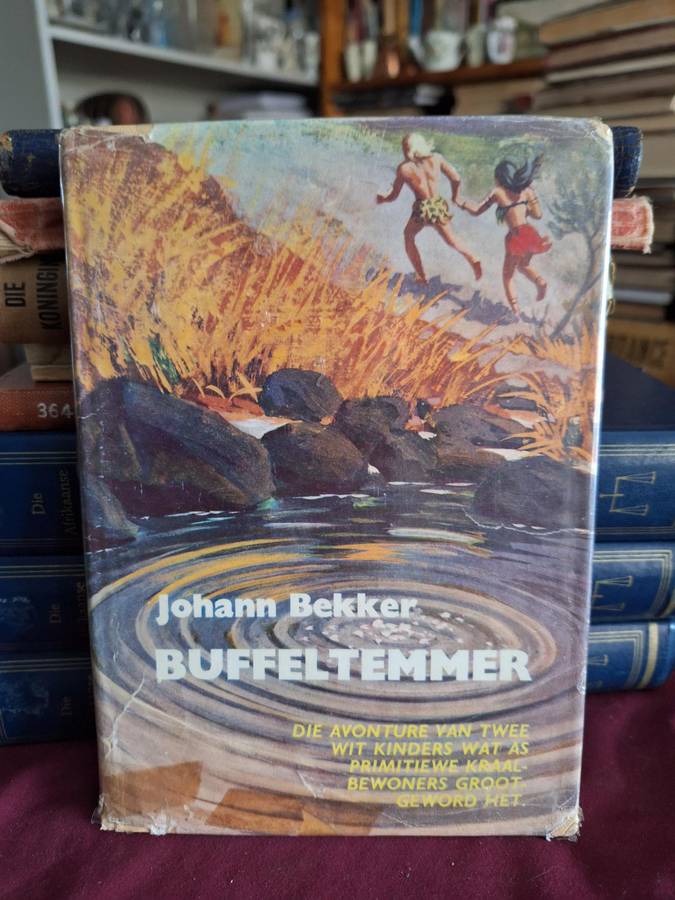 Johann Bekker
BUFFELTEMMER
DIE AVONTURE VAN TWEE
WIT KINDERS WAT AS
PRIMITIEWE KRAAL-
BEWONERS GROOT-
GEWORD HET.
DIE
KONINGIN
364
Die
Afrikaanse
Die
Die